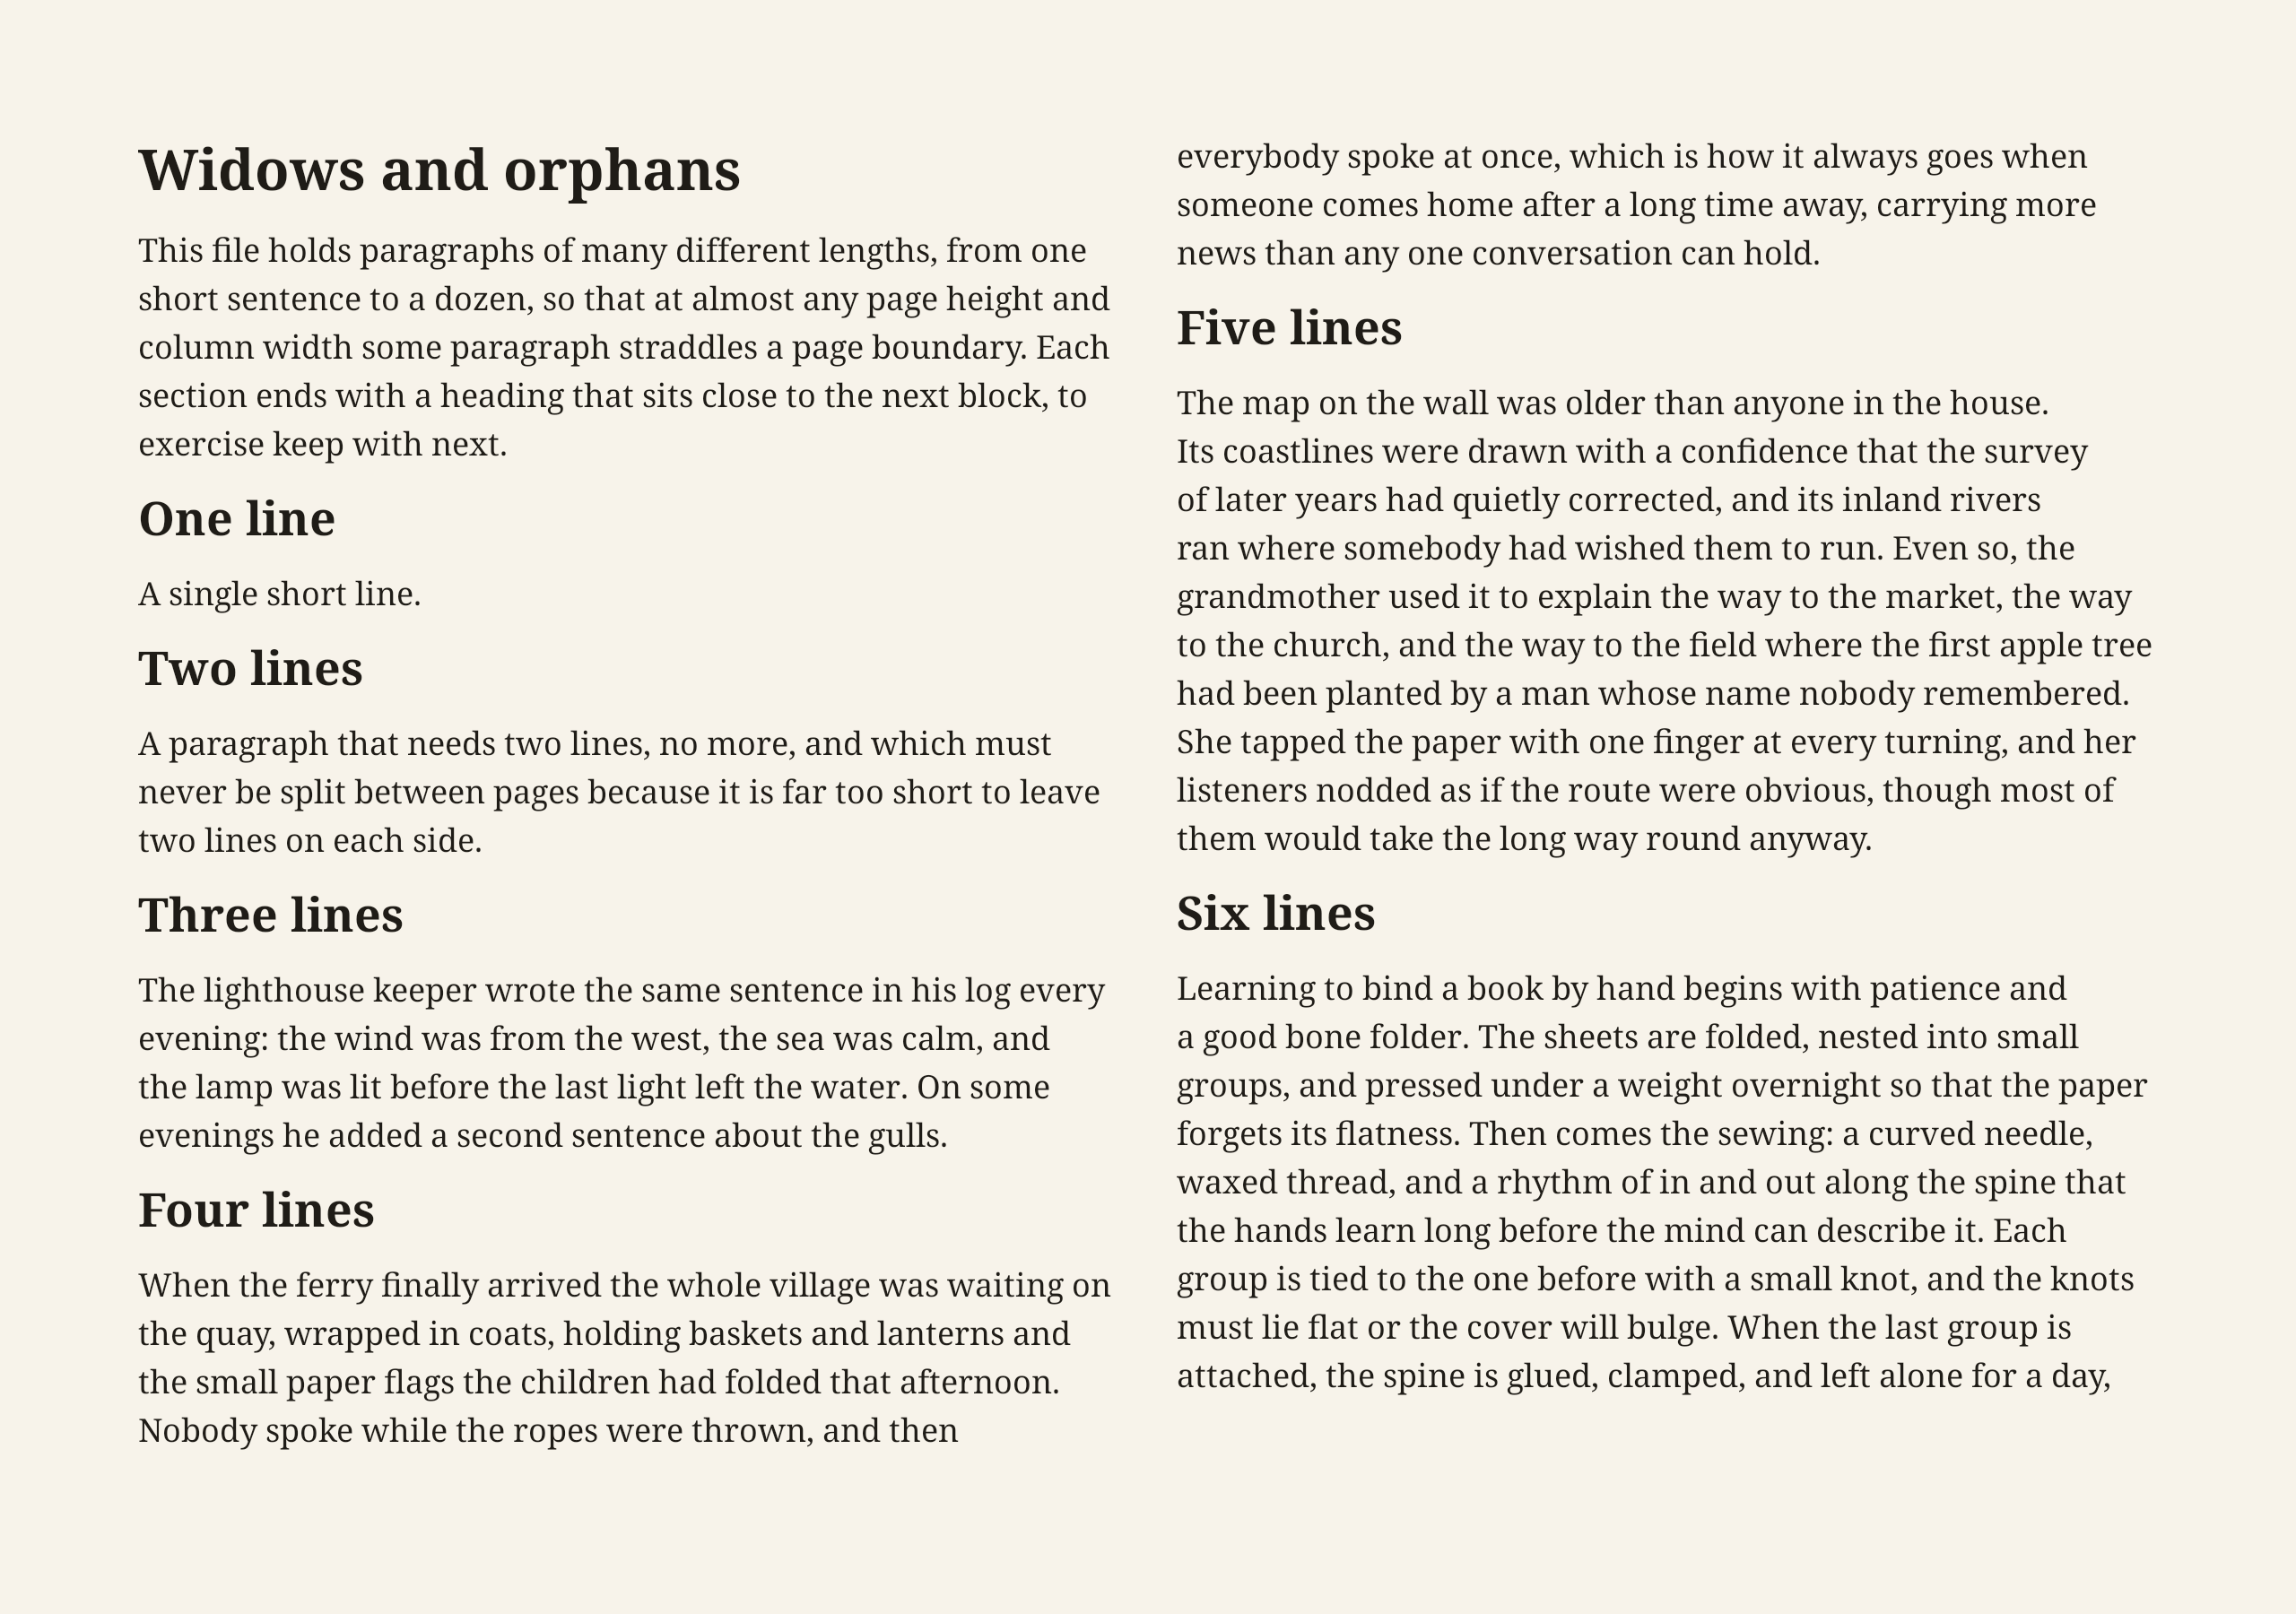 Widows and orphans
This file holds paragraphs of many different lengths, from one
short sentence to a dozen, so that at almost any page height and
column width some paragraph straddles a page boundary. Each
section ends with a heading that sits close to the next block, to
exercise keep with next.
One line
A single short line.
Two lines
A paragraph that needs two lines, no more, and which must
never be split between pages because it is far too short to leave
two lines on each side.
Three lines
The lighthouse keeper wrote the same sentence in his log every
evening: the wind was from the west, the sea was calm, and
the lamp was lit before the last light left the water. On some
evenings he added a second sentence about the gulls.
Four lines
When the ferry finally arrived the whole village was waiting on
the quay, wrapped in coats, holding baskets and lanterns and
the small paper flags the children had folded that afternoon.
Nobody spoke while the ropes were thrown, and then
everybody spoke at once, which is how it always goes when
someone comes home after a long time away, carrying more
news than any one conversation can hold.
Five lines
The map on the wall was older than anyone in the house.
Its coastlines were drawn with a confidence that the survey
of later years had quietly corrected, and its inland rivers
ran where somebody had wished them to run. Even so, the
grandmother used it to explain the way to the market, the way
to the church, and the way to the field where the first apple tree
had been planted by a man whose name nobody remembered.
She tapped the paper with one finger at every turning, and her
listeners nodded as if the route were obvious, though most of
them would take the long way round anyway.
Six lines
Learning to bind a book by hand begins with patience and
a good bone folder. The sheets are folded, nested into small
groups, and pressed under a weight overnight so that the paper
forgets its flatness. Then comes the sewing: a curved needle,
waxed thread, and a rhythm of in and out along the spine that
the hands learn long before the mind can describe it. Each
group is tied to the one before with a small knot, and the knots
must lie flat or the cover will bulge. When the last group is
attached, the spine is glued, clamped, and left alone for a day,